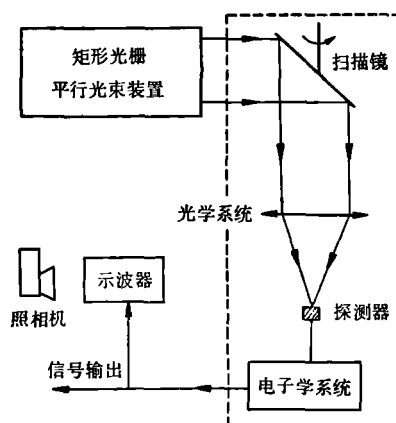 矩形光栅
平行光束装置
扫描镜
光学系统
示波器
照相机
探测器
信号输出
电子学系统